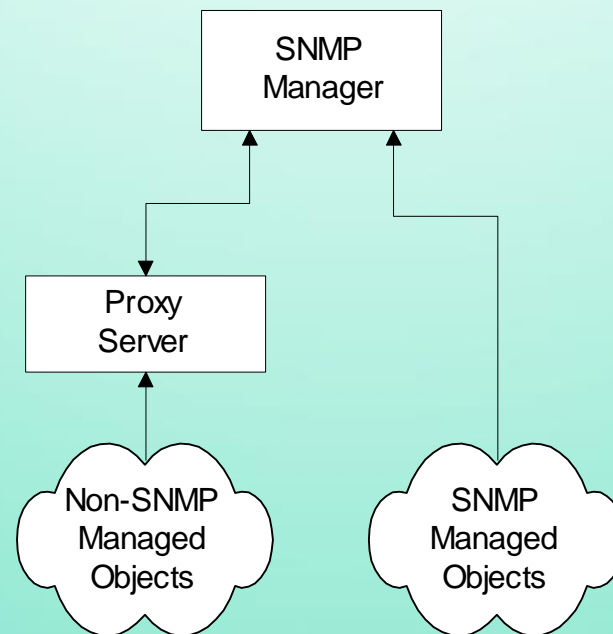 SNMP
Manager
Proxy
Server
Non-SNMP
Managed
Objects
SNMP
Managed
Objects